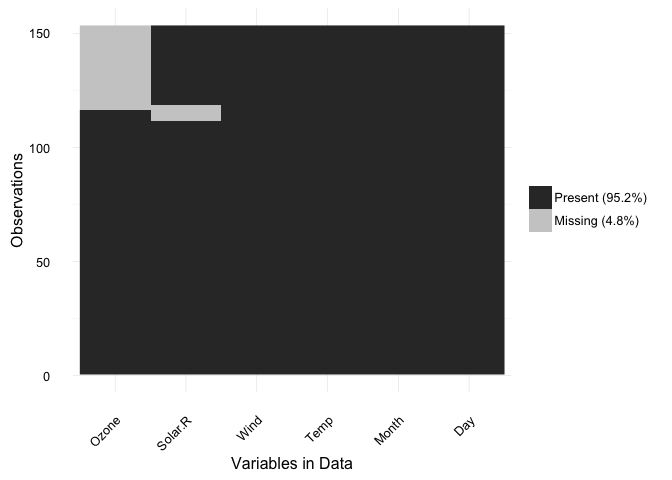 150
100
50
0
Observations
Ozone
Solar.R
Wind
Temp
Month
Day
Variables in Data
Present (95.2%)
Missing (4.8%)